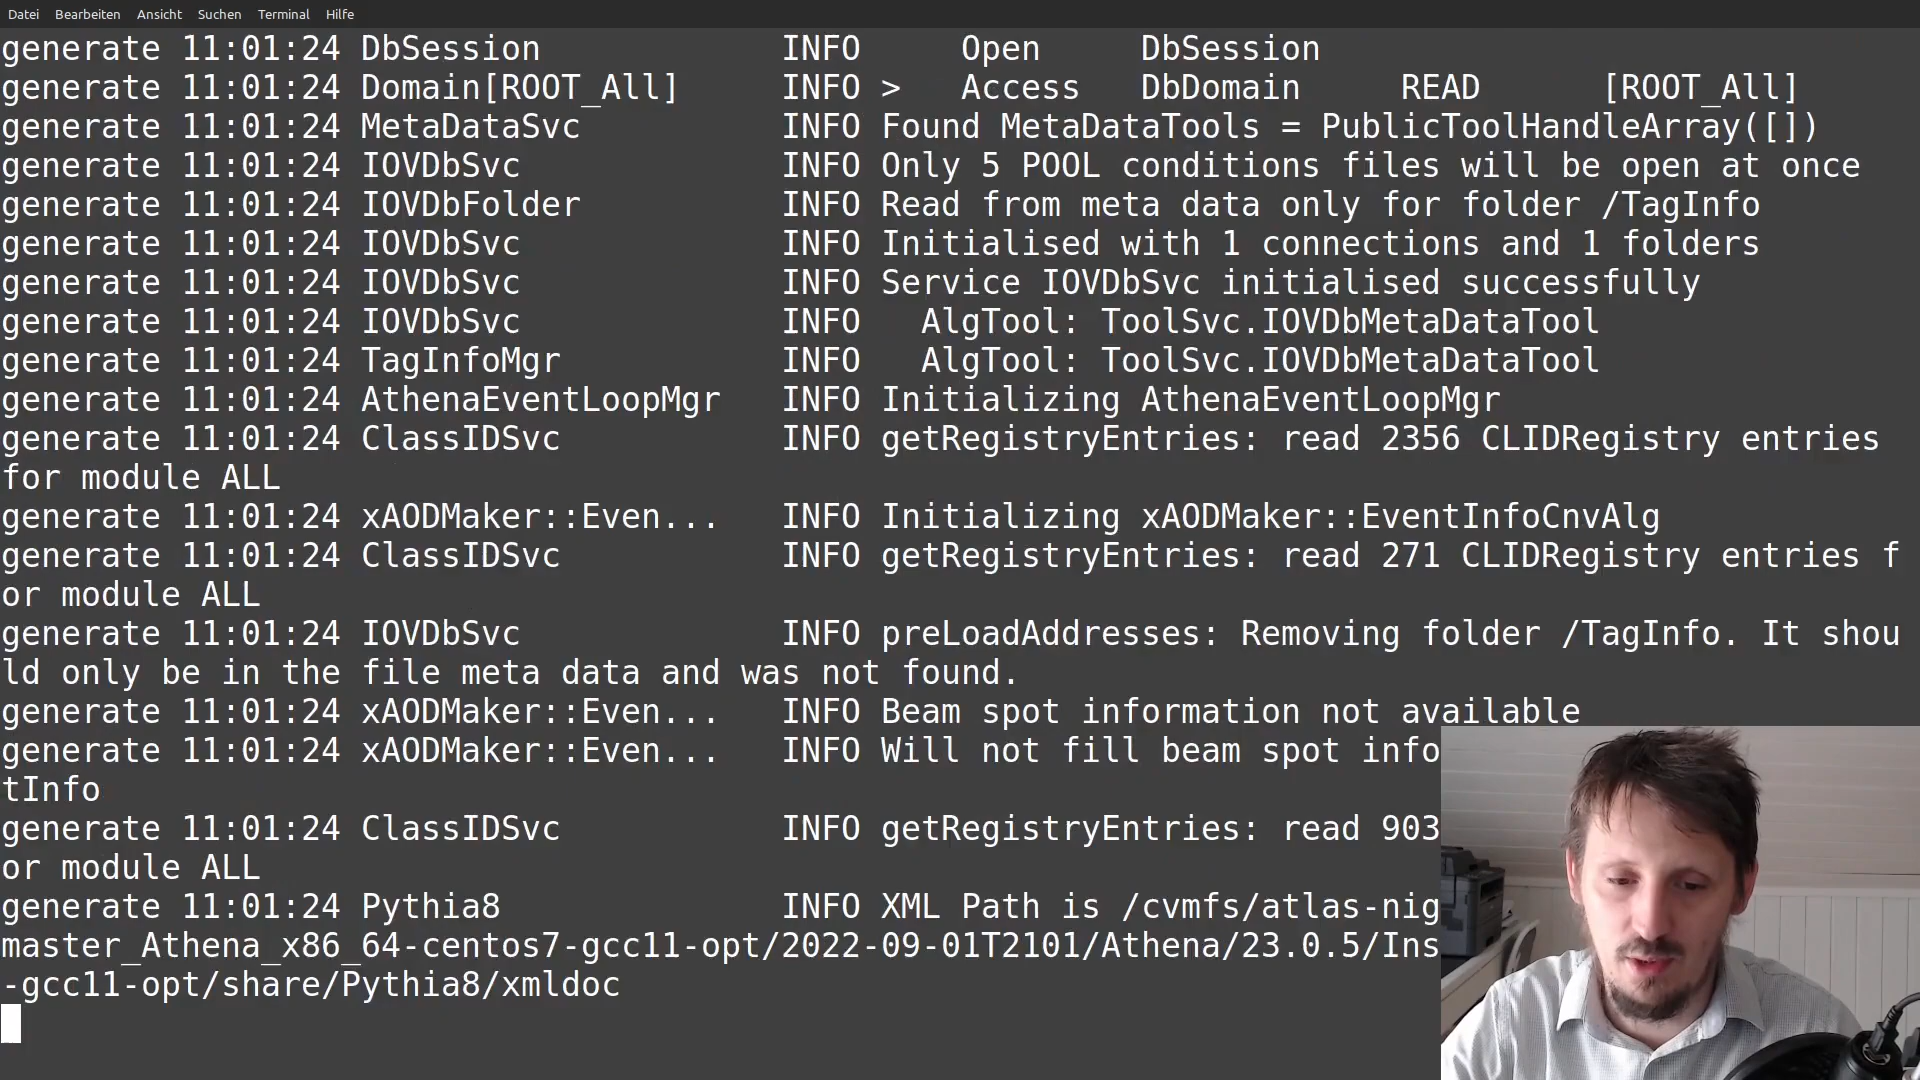 Datei Bearbeiten Ansicht Suchen Terminal Hilfe
generate 11:01:24 DbSession INFO Open DbSession
generate 11:01:24 Domain[ROOT_All] INFO > Access DbDomain READ [ROOT_All]
generate 11:01:24 MetaDataSvc INFO Found MetaDataTools = PublicToolHandleArray([])
generate 11:01:24 IOVDbSvc INFO Only 5 POOL conditions files will be open at once
generate 11:01:24 IOVDbFolder INFO Read from meta data only for folder /TagInfo
generate 11:01:24 IOVDbSvc INFO Initialised with 1 connections and 1 folders
generate 11:01:24 IOVDbSvc INFO Service IOVDbSvc initialised successfully
generate 11:01:24 IOVDbSvc INFO AlgTool: ToolSvc.IOVDbMetaDataTool
generate 11:01:24 TagInfoMgr INFO AlgTool: ToolSvc.IOVDbMetaDataTool
generate 11:01:24 AthenaEventLoopMgr INFO Initializing AthenaEventLoopMgr
generate 11:01:24 ClassIDSvc INFO getRegistryEntries: read 2356 CLIDRegistry entries
for module ALL
generate 11:01:24 xAODMaker::Even... INFO Initializing xAODMaker::EventInfoCnvAlg
generate 11:01:24 ClassIDSvc INFO getRegistryEntries: read 271 CLIDRegistry entries f
or module ALL
generate 11:01:24 IOVDbSvc INFO preLoadAddresses: Removing folder /TagInfo. It shou
ld only be in the file meta data and was not found.
generate 11:01:24 xAODMaker::Even... INFO Beam spot information not available
generate 11:01:24 xAODMaker::Even... INFO Will not fill beam spot info
tInfo
generate 11:01:24 ClassIDSvc INFO getRegistryEntries: read 903
or module ALL
generate 11:01:24 Pythia8 INFO XML Path is /cvmfs/atlas-nig
master_Athena_x86_64-centos7-gcc11-opt/2022-09-01T2101/Athena/23.0.5/Ins
-gcc11-opt/share/Pythia8/xmldoc